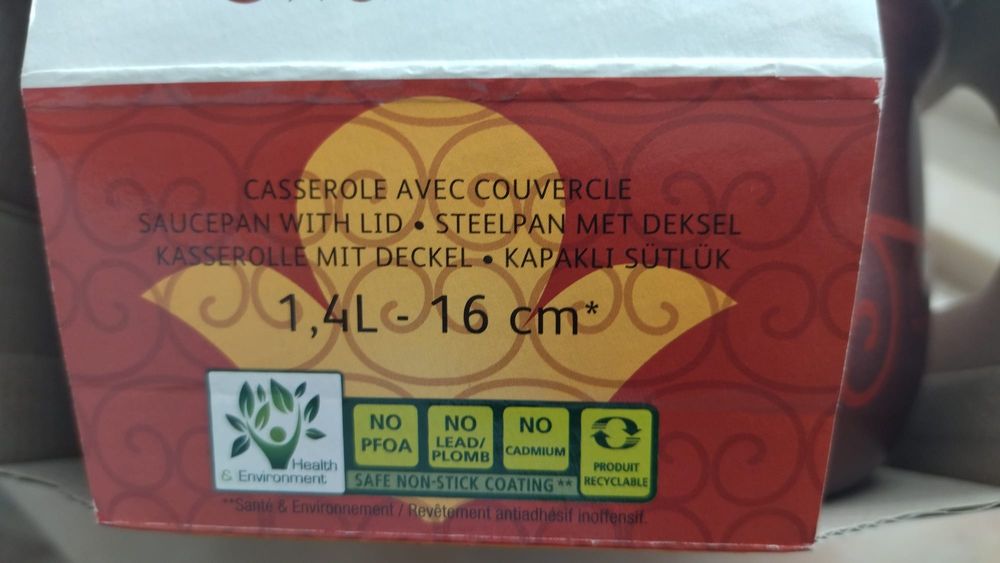 CASSEROLE AVEC COUVERCLE
SAUCEPAN WITH LID • STEELPAN MET DEKSEL
KASSEROLLE MIT DECKEL • KAPAKLI SÜTLÜK
1,4L - 16 cm*
Health
& Environment
NO
PFOA
NO
LEAD/
PLOMB
NO
CADMIUM
PRODUIT
RECYCLABLE
SAFE NON-STICK COATING**
**Santé & Environnement / Revêtement antiadhésif inoffensif.